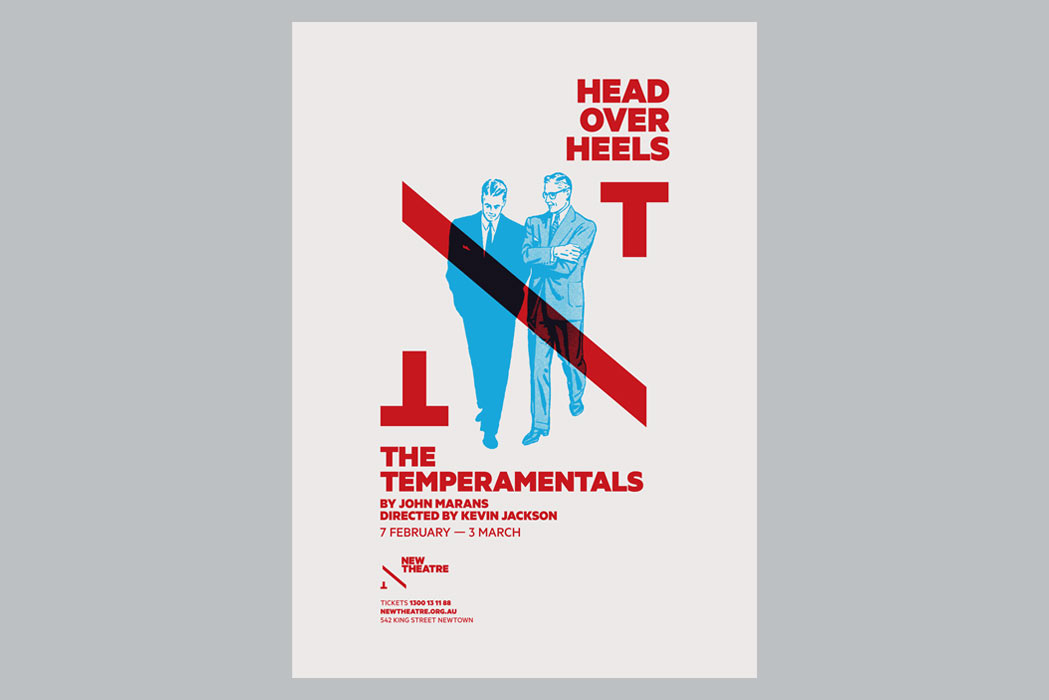 HEAD
OVER
HEELS
T
T
THE
TEMPERAMENTALS
BY JOHN MARANS
DIRECTED BY KEVIN JACKSON
7 FEBRUARY — 3 MARCH
NEW
THEATRE
TICKETS 1300 13 11 88
NEWTHEATRE.ORG.AU
542 KING STREET NEWTOWN